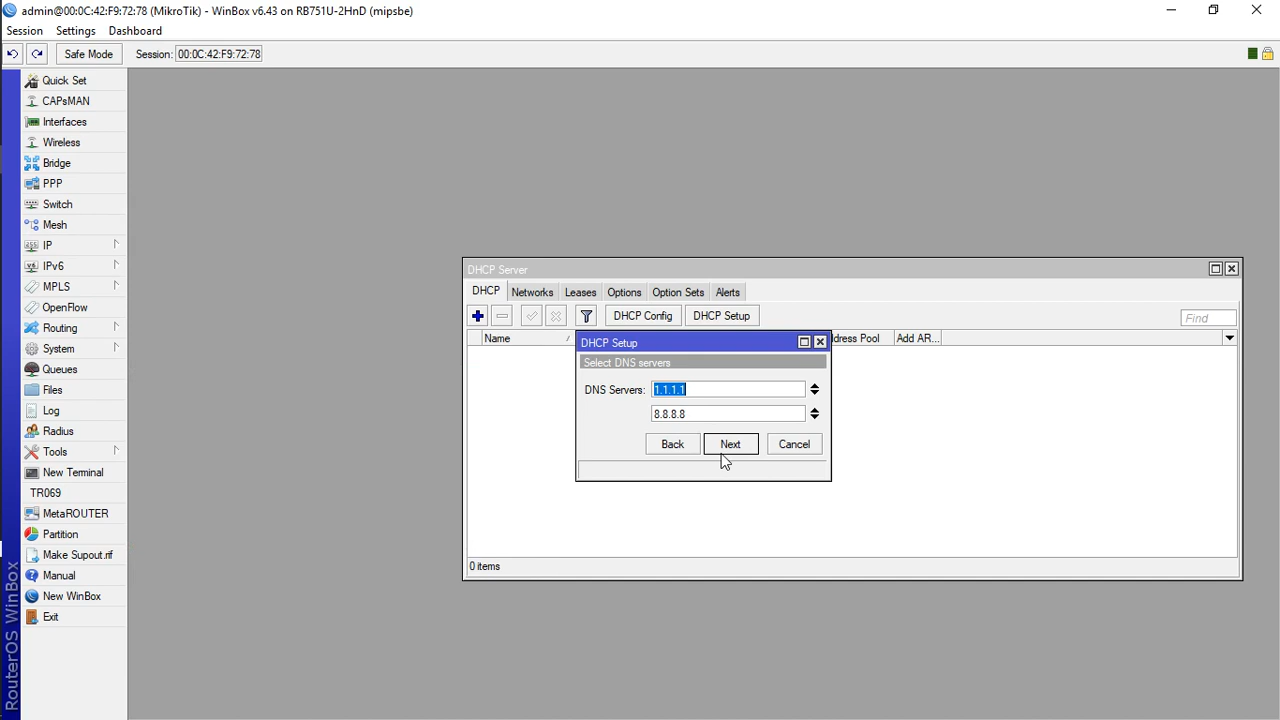 admin@00:0C:42:F9:72:78 (MikroTik) - WinBox v6.43 on RB751U-2HnD (mipsbe)
Session Settings Dashboard
Safe Mode Session: 00:0C:42:F9:72:78
Quick Set
CAPsMAN
Interfaces
Wireless
Bridge
PPP
Switch
Mesh
IP
IPv6
MPLS
OpenFlow
Routing
System
Queues
Files
Log
Radius
Tools
New Terminal
TR069
MetaROUTER
Partition
Make Supout.rif
Manual
New WinBox
Exit
RouterOS WinBox
DHCP Server
DHCP Networks Leases Options Option Sets Alerts
DHCP Config DHCP Setup Find
Name dress Pool Add AR...
DHCP Setup
Select DNS servers
DNS Servers: 1.1.1.1
8.8.8.8
Back Next Cancel
0 items